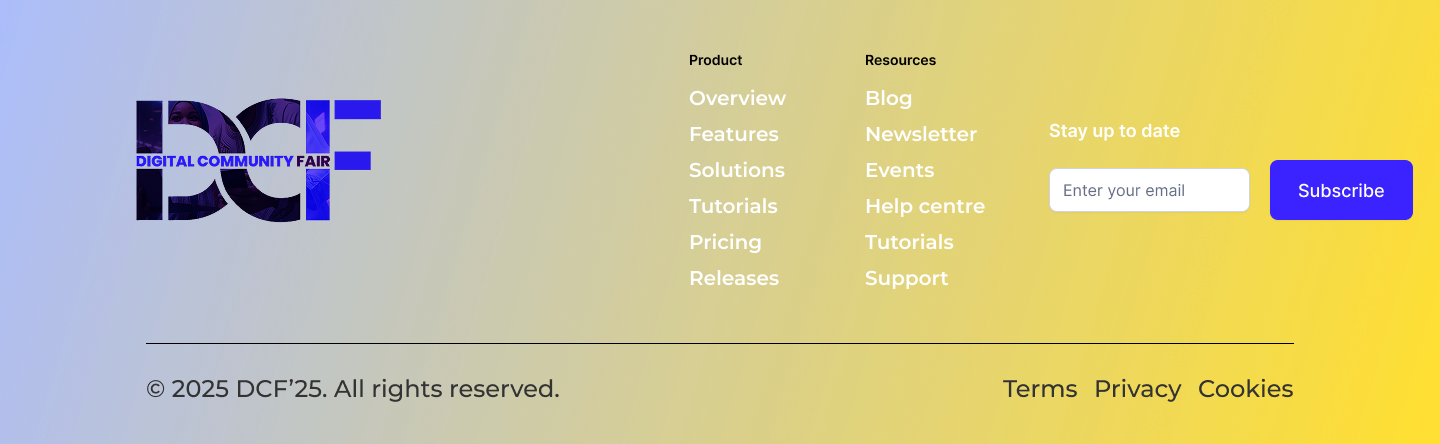 DIGITAL COMMUNITY FAIR
DCF
Product
Overview
Features
Solutions
Tutorials
Pricing
Releases
Resources
Blog
Newsletter
Events
Help centre
Tutorials
Support
Stay up to date
Enter your email
Subscribe
© 2025 DCF’25. All rights reserved.
Terms Privacy Cookies